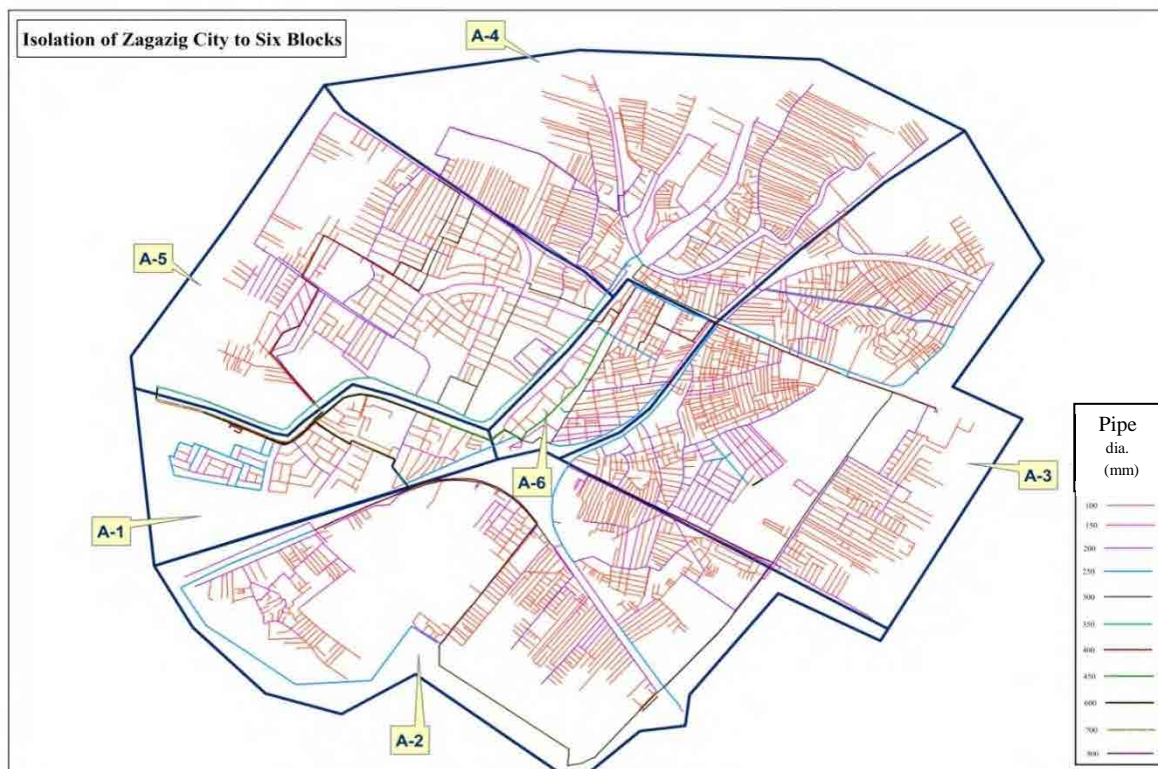 Isolation of Zagazig City to Six Blocks
A-4
A-5
A-3
A-6
A-1
A-2
Pipe
dia.
(mm)
100
150
200
250
300
350
400
450
600
700
800